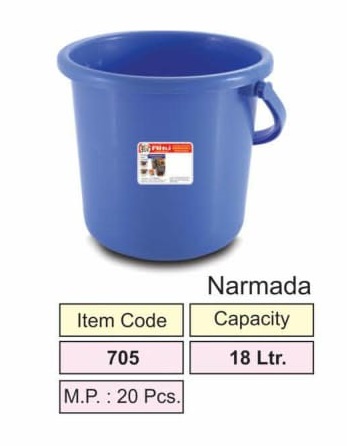 Narmada
Item Code
Capacity
705
18 Ltr.
M.P. : 20 Pcs.